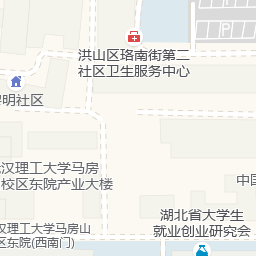 洪山区珞南街第二
社区卫生服务中心
明社区
汉理工大学马房
校区东院产业大楼
中国
湖北省大学生
就业创业研究会
汉理工大学马房山
区东院(西南门)